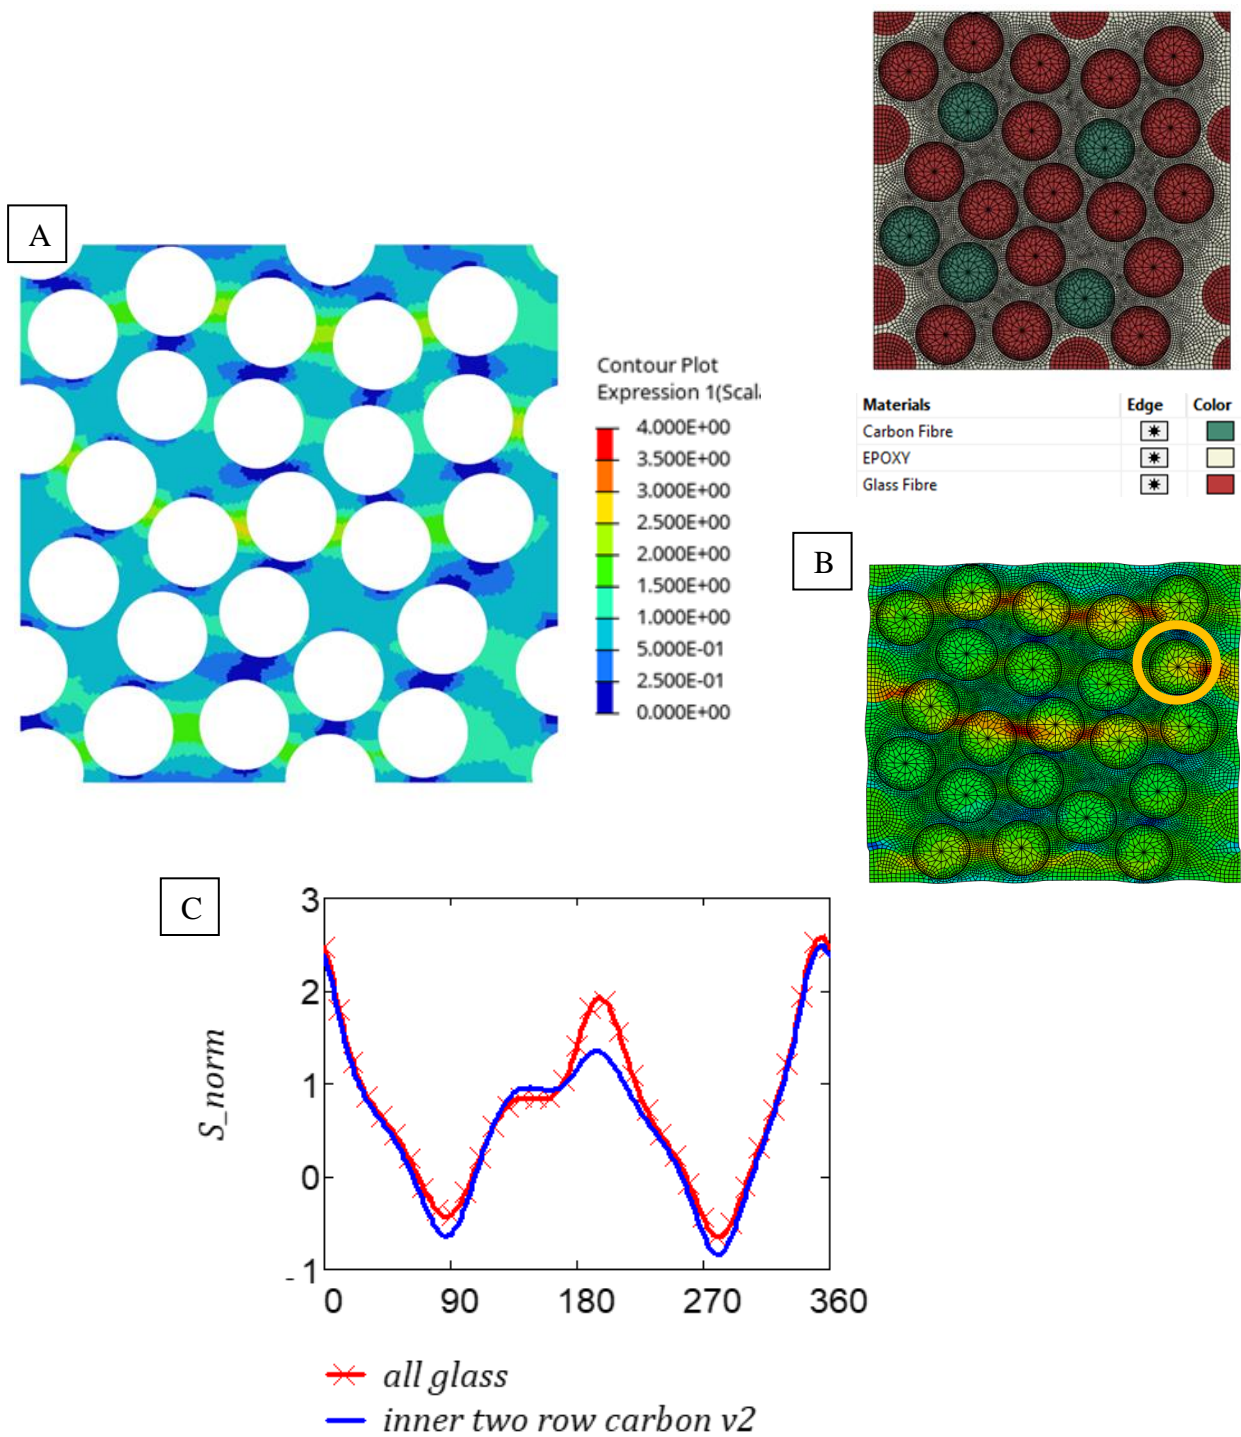 A
Contour Plot
Expression 1(Scal
4.000E+00
3.500E+00
3.000E+00
2.500E+00
2.000E+00
1.500E+00
1.000E+00
5.000E-01
2.500E-01
0.000E+00
Materials Edge Color
Carbon Fibre
EPOXY
Glass Fibre
B
C
3
2
1
0
-1
S_norm
0 90 180 270 360
all glass
inner two row carbon v2